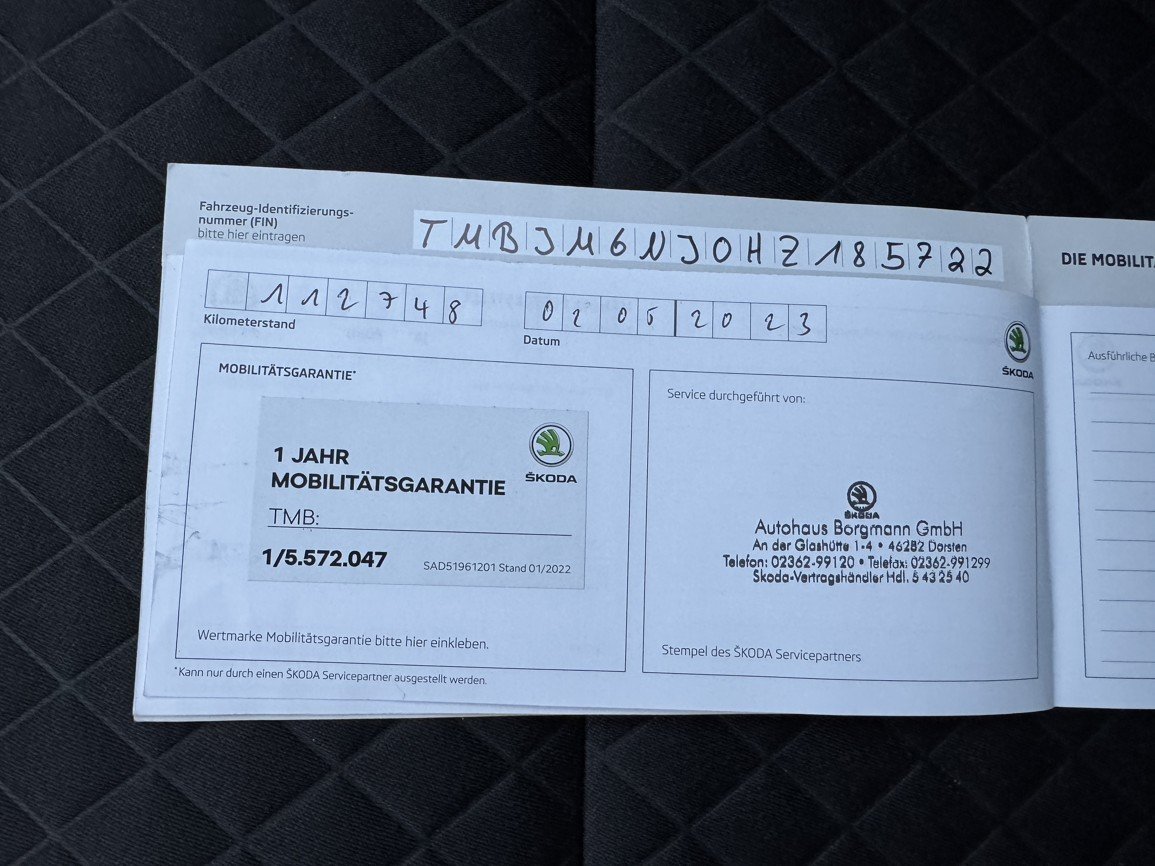 Fahrzeug-Identifizierungs-
nummer (FIN)
bitte hier eintragen
TMBJM6NJ0HZ185722
112748
Kilometerstand
02 05 2023
Datum
ŠKODA
MOBILITÄTSGARANTIE*
1 JAHR
MOBILITÄTSGARANTIE
ŠKODA
TMB:
1/5.572.047
SAD51961201 Stand 01/2022
Wertmarke Mobilitätsgarantie bitte hier einkleben.
*Kann nur durch einen ŠKODA Servicepartner ausgestellt werden.
Service durchgeführt von:
ŠKODA
Autohaus Borgmann GmbH
An der Glashütte 1-4 • 46282 Dorsten
Telefon: 02362-99120 • Telefax: 02362-991299
Skoda-Vertragshändler Hdl. 5 43 25 40
Stempel des ŠKODA Servicepartners
DIE MOBILIT
Ausführliche B